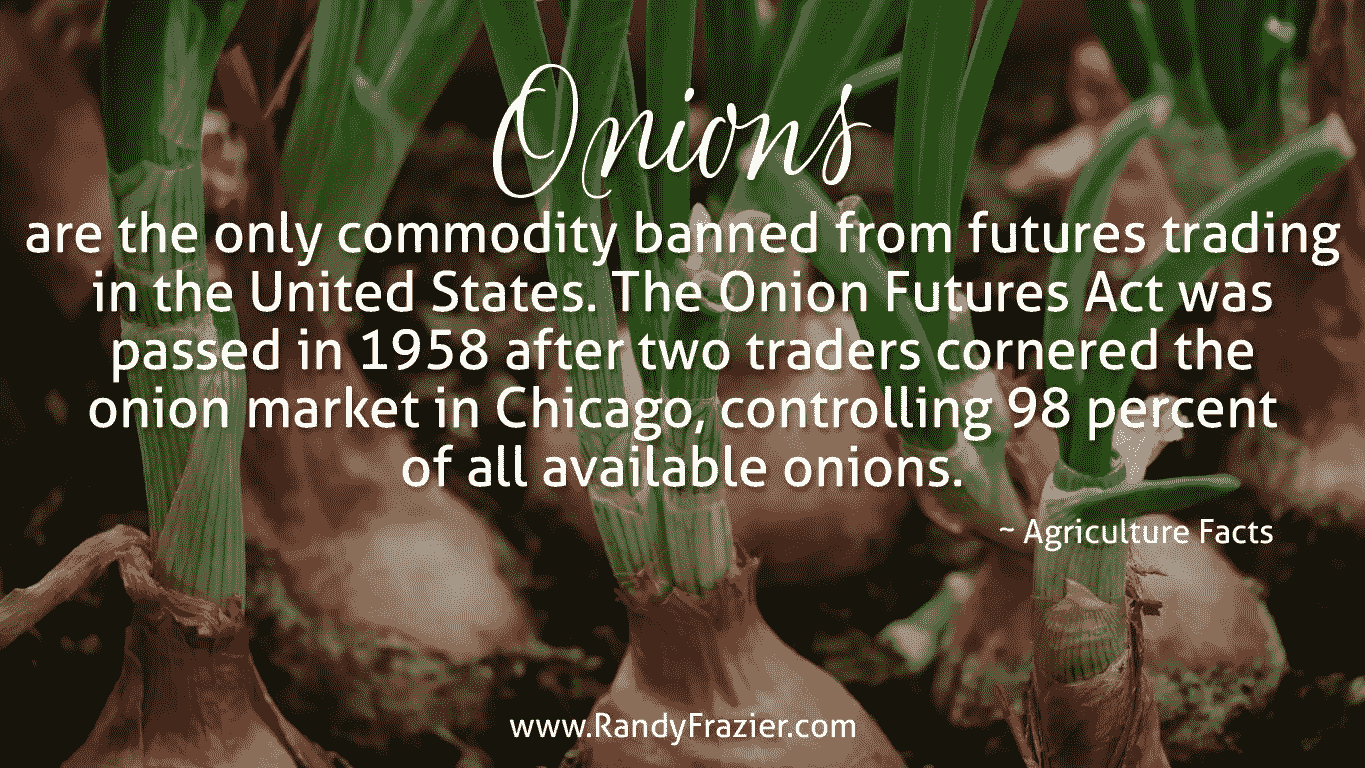 Onions
are the only commodity banned from futures trading
in the United States. The Onion Futures Act was
passed in 1958 after two traders cornered the
onion market in Chicago, controlling 98 percent
of all available onions.
~ Agriculture Facts
www.RandyFrazier.com